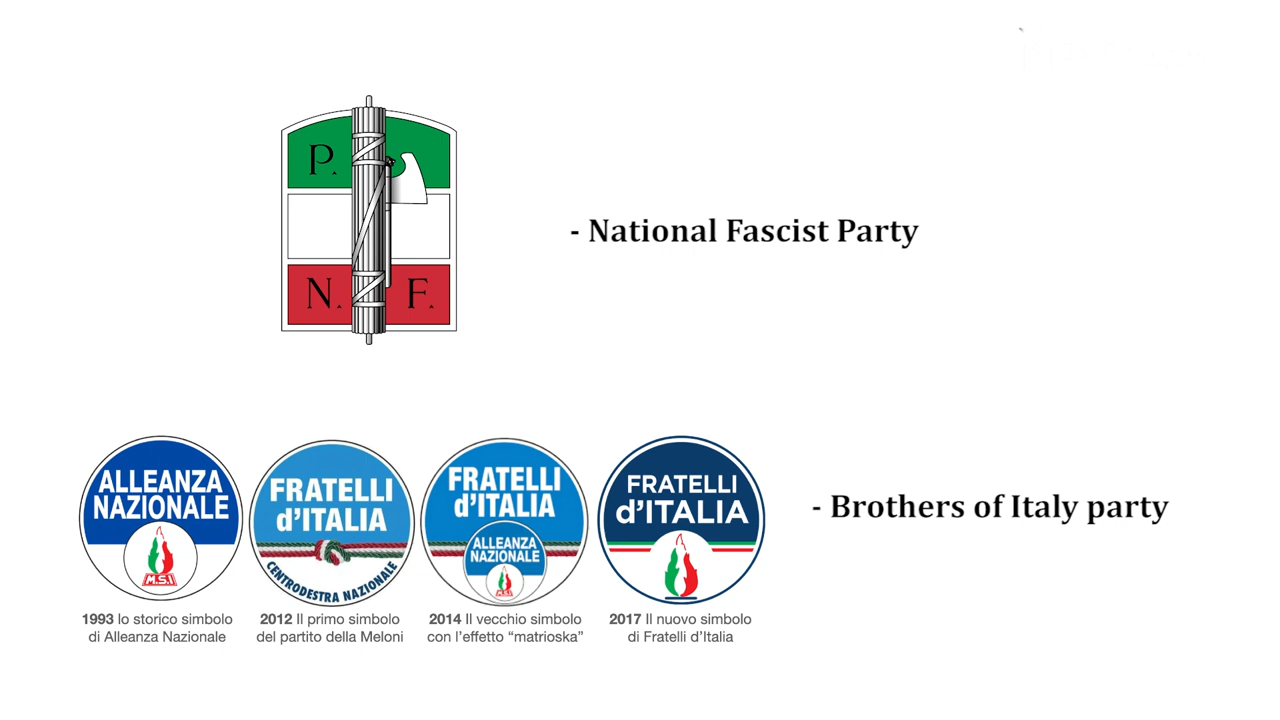 P.
N. F.
- National Fascist Party
ALLEANZA
NAZIONALE
M.S.I
FRATELLI
d'ITALIA
CENTRODESTRA NAZIONALE
FRATELLI
d'ITALIA
ALLEANZA
NAZIONALE
M.S.I
FRATELLI
d'ITALIA
- Brothers of Italy party
1993 lo storico simbolo
di Alleanza Nazionale
2012 Il primo simbolo
del partito della Meloni
2014 Il vecchio simbolo
con l'effetto “matrioska”
2017 Il nuovo simbolo
di Fratelli d'Italia